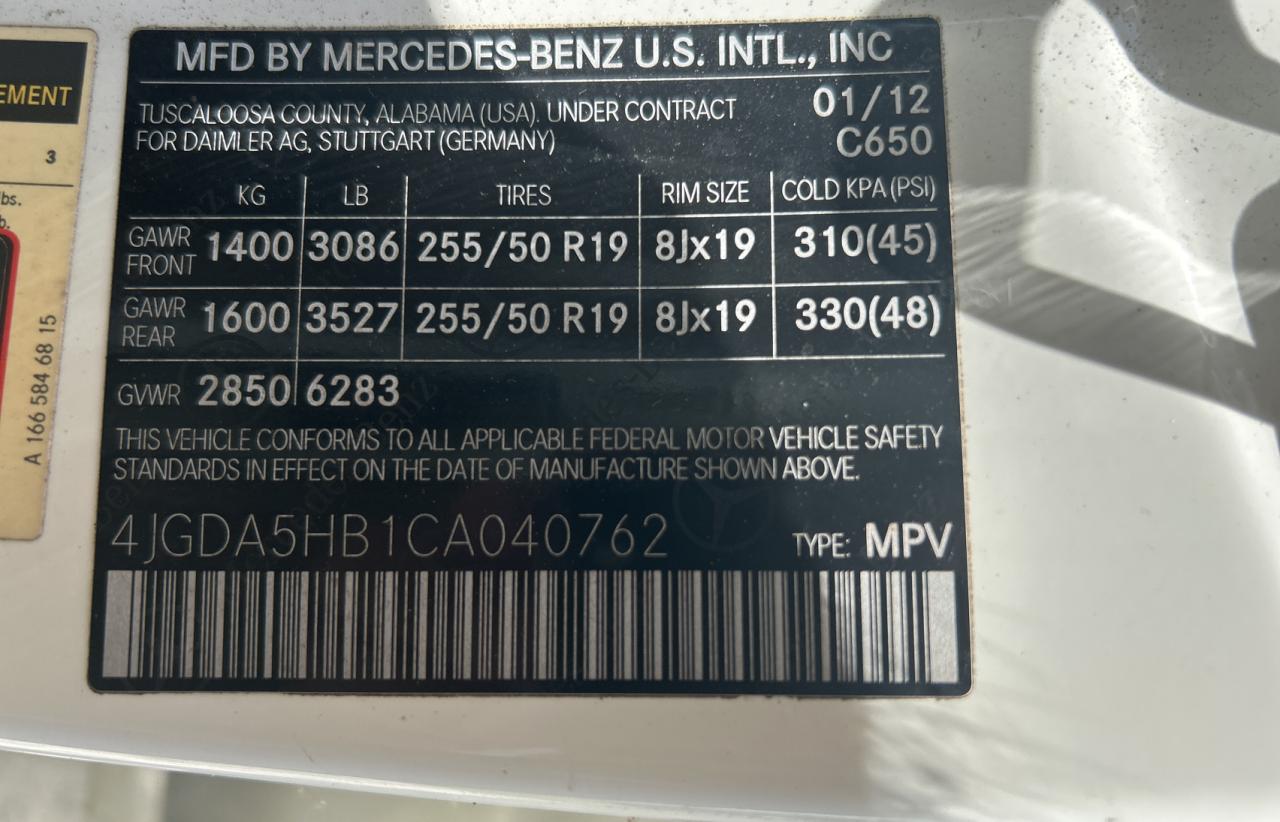 MFD BY MERCEDES-BENZ U.S. INTL., INC
TUSCALOOSA COUNTY, ALABAMA (USA). UNDER CONTRACT
FOR DAIMLER AG, STUTTGART (GERMANY)
01/12
C650
KG LB TIRES RIM SIZE COLD KPA (PSI)
GAWR FRONT 1400 3086 255/50 R19 8Jx19 310(45)
GAWR REAR 1600 3527 255/50 R19 8Jx19 330(48)
GVWR 2850 6283
THIS VEHICLE CONFORMS TO ALL APPLICABLE FEDERAL MOTOR VEHICLE SAFETY
STANDARDS IN EFFECT ON THE DATE OF MANUFACTURE SHOWN ABOVE.
4JGDA5HB1CA040762 TYPE: MPV
EMENT
3
lbs.
b.
A 166 584 68 15